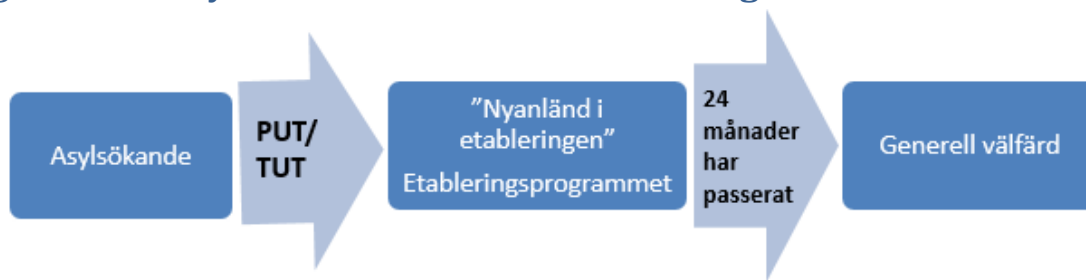 Asylsökande
PUT/
TUT
”Nyanländ i
etableringen”
Etableringsprogrammet
24
månader
har
passerat
Generell välfärd